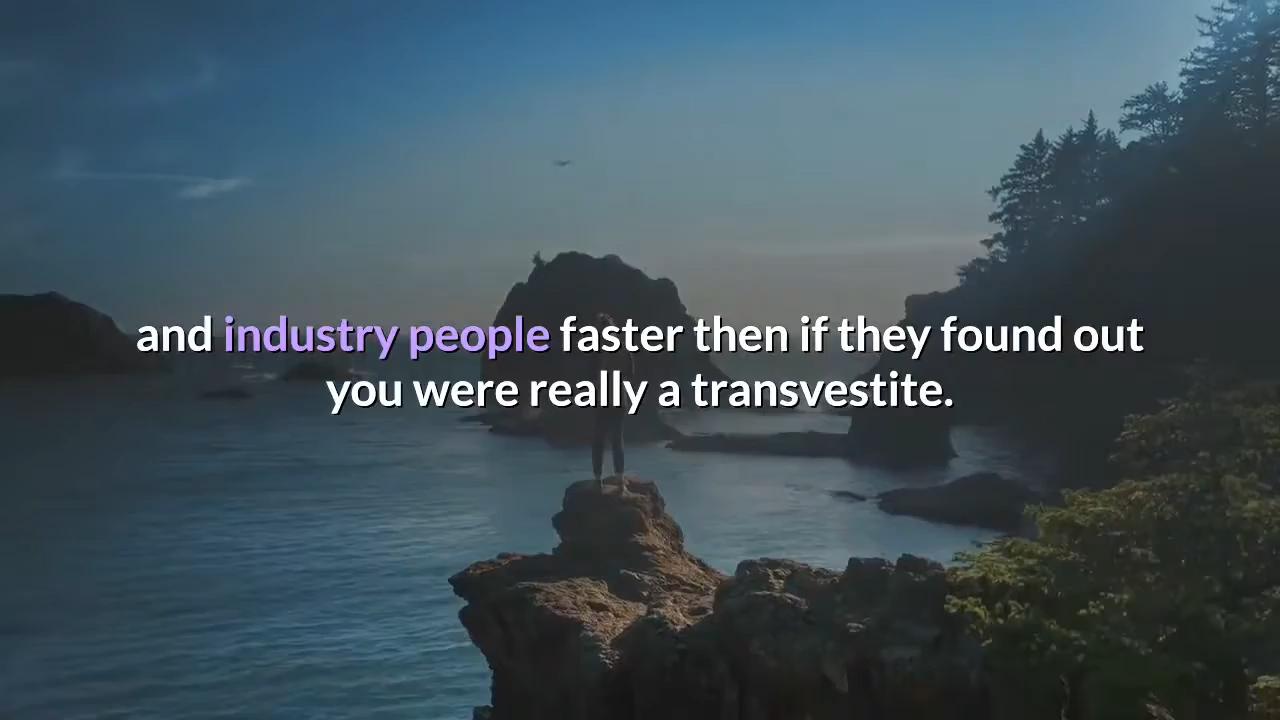 and industry people faster then if they found out
you were really a transvestite.